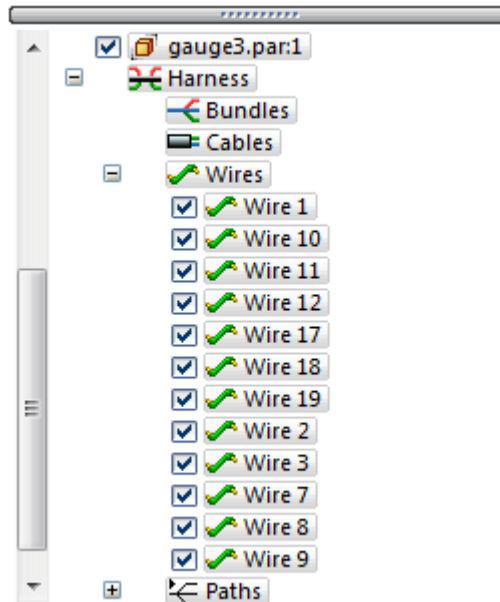 gauge3.par:1
Harness
Bundles
Cables
Wires
Wire 1
Wire 10
Wire 11
Wire 12
Wire 17
Wire 18
Wire 19
Wire 2
Wire 3
Wire 7
Wire 8
Wire 9
Paths